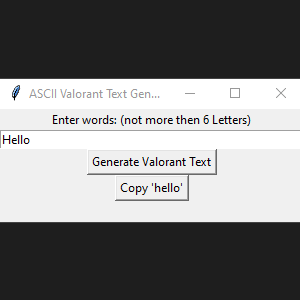 ASCII Valorant Text Gen...
Enter words: (not more then 6 Letters)
Hello
Generate Valorant Text
Copy 'hello'